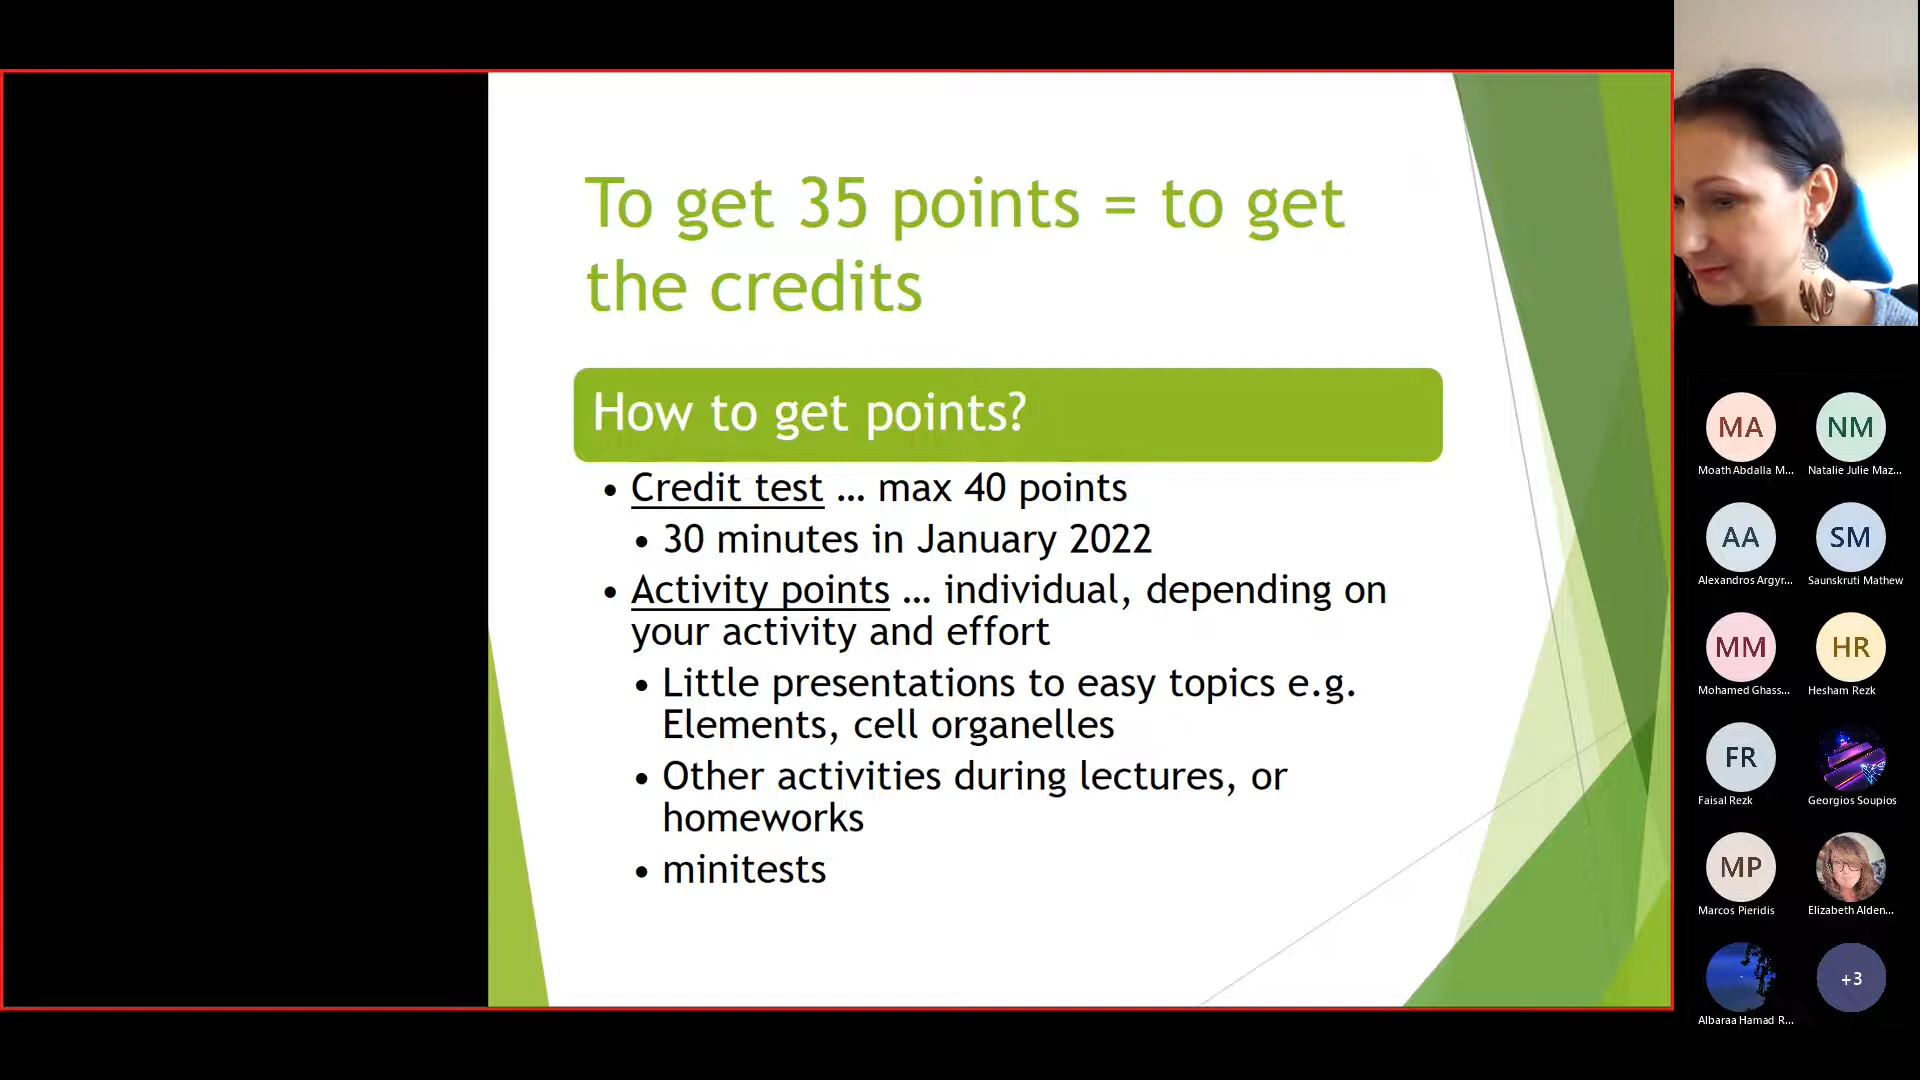 To get 35 points = to get
the credits
How to get points?
• Credit test … max 40 points
• 30 minutes in January 2022
• Activity points … individual, depending on
your activity and effort
• Little presentations to easy topics e.g.
Elements, cell organelles
• Other activities during lectures, or
homeworks
• minitests
MA
NM
Moath Abdalla M...
Natalie Julie Maz...
AA
SM
Alexandros Argyr...
Saunskruti Mathew
MM
HR
Mohamed Ghass...
Hesham Rezk
FR
Faisal Rezk
Georgios Soupios
MP
Marcos Pieridis
Elizabeth Alden...
+3
Albaraa Hamad R...